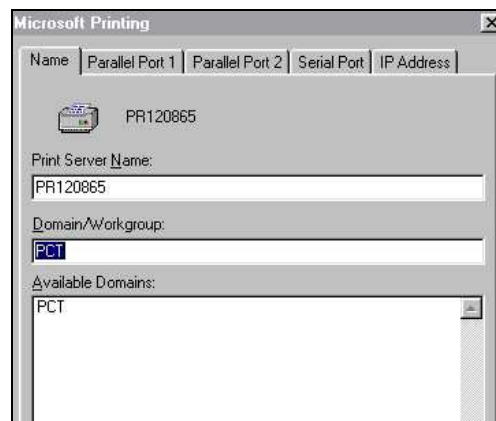 Microsoft Printing
Name Parallel Port 1 Parallel Port 2 Serial Port IP Address
PR120865
Print Server Name:
PR120865
Domain/Workgroup:
PCT
Available Domains:
PCT